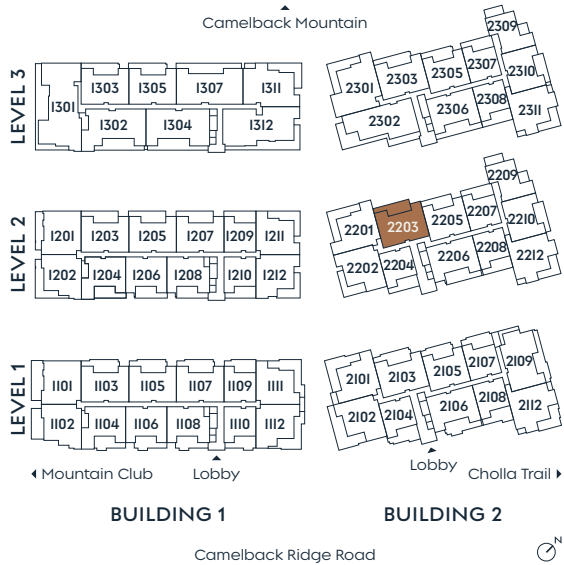 Camelback Mountain
LEVEL 3
1301 1303 1305 1307 1311
1302 1304 1312
2301 2303 2305 2307 2309 2310
2302 2306 2308 2311
LEVEL 2
1201 1203 1205 1207 1209 1211
1202 1204 1206 1208 1210 1212
2201 2203 2205 2207 2209 2210
2202 2204 2206 2208 2212
LEVEL 1
1101 1103 1105 1107 1109 1111
1102 1104 1106 1108 1110 1112
2101 2103 2105 2107 2109
2102 2104 2106 2108 2112
Mountain Club Lobby Lobby Cholla Trail
BUILDING 1 BUILDING 2
Camelback Ridge Road
N